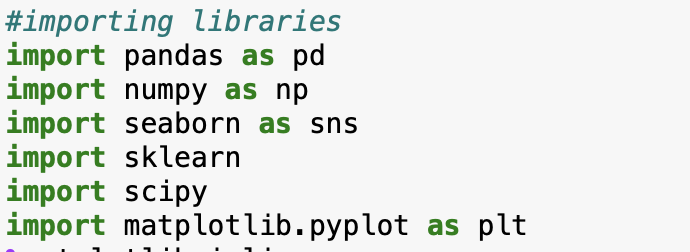 #importing libraries
import pandas as pd
import numpy as np
import seaborn as sns
import sklearn
import scipy
import matplotlib.pyplot as plt